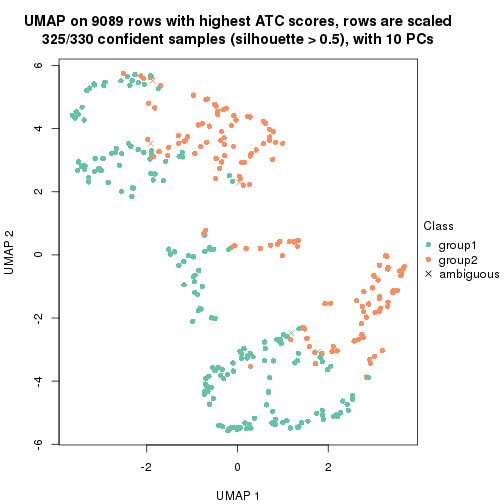 UMAP on 9089 rows with highest ATC scores, rows are scaled
325/330 confident samples (silhouette > 0.5), with 10 PCs
6
4
2
0
-2
-4
-6
UMAP 2
-2
0
2
UMAP 1
Class
group1
group2
ambiguous